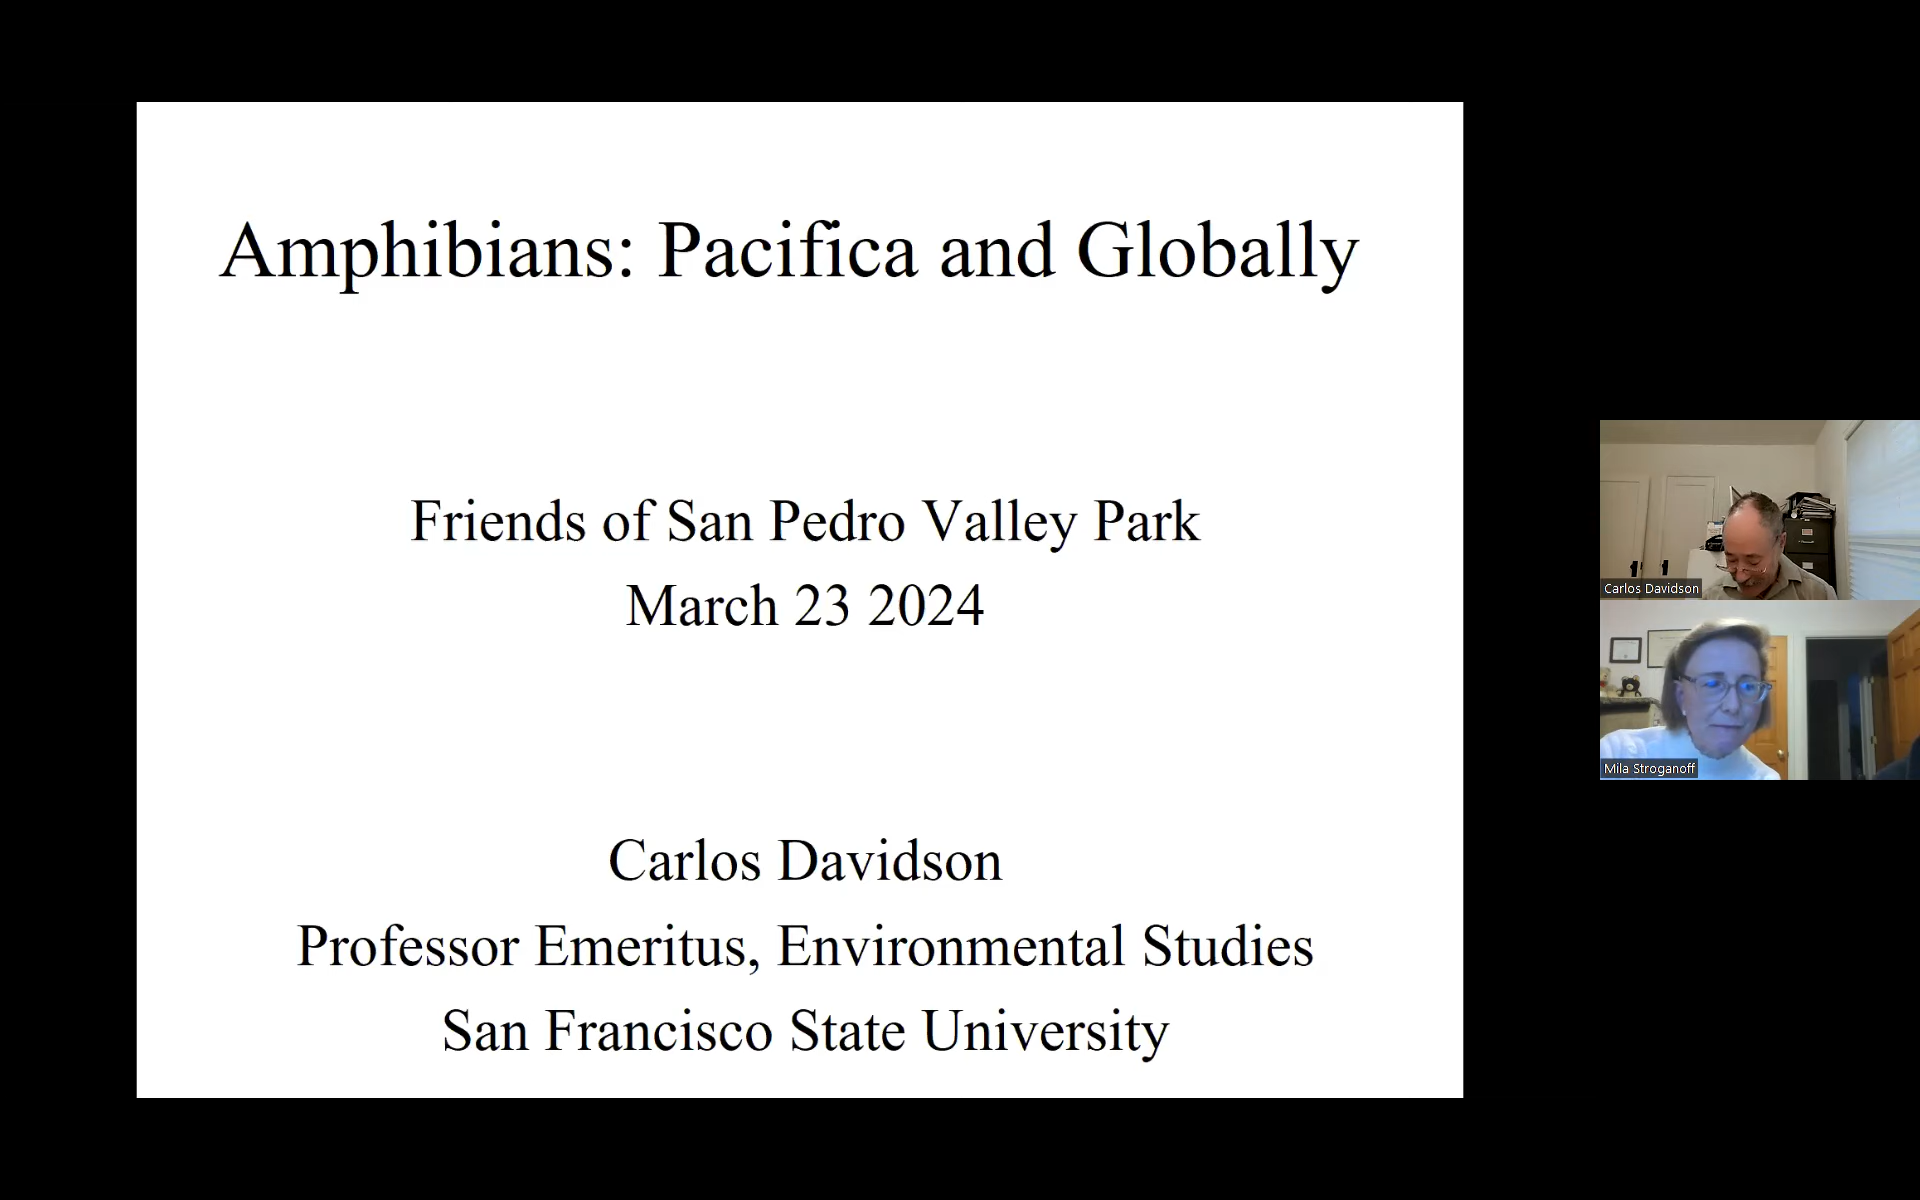 Amphibians: Pacifica and Globally
Friends of San Pedro Valley Park
March 23 2024
Carlos Davidson
Professor Emeritus, Environmental Studies
San Francisco State University
Carlos Davidson
Mila Stroganoff